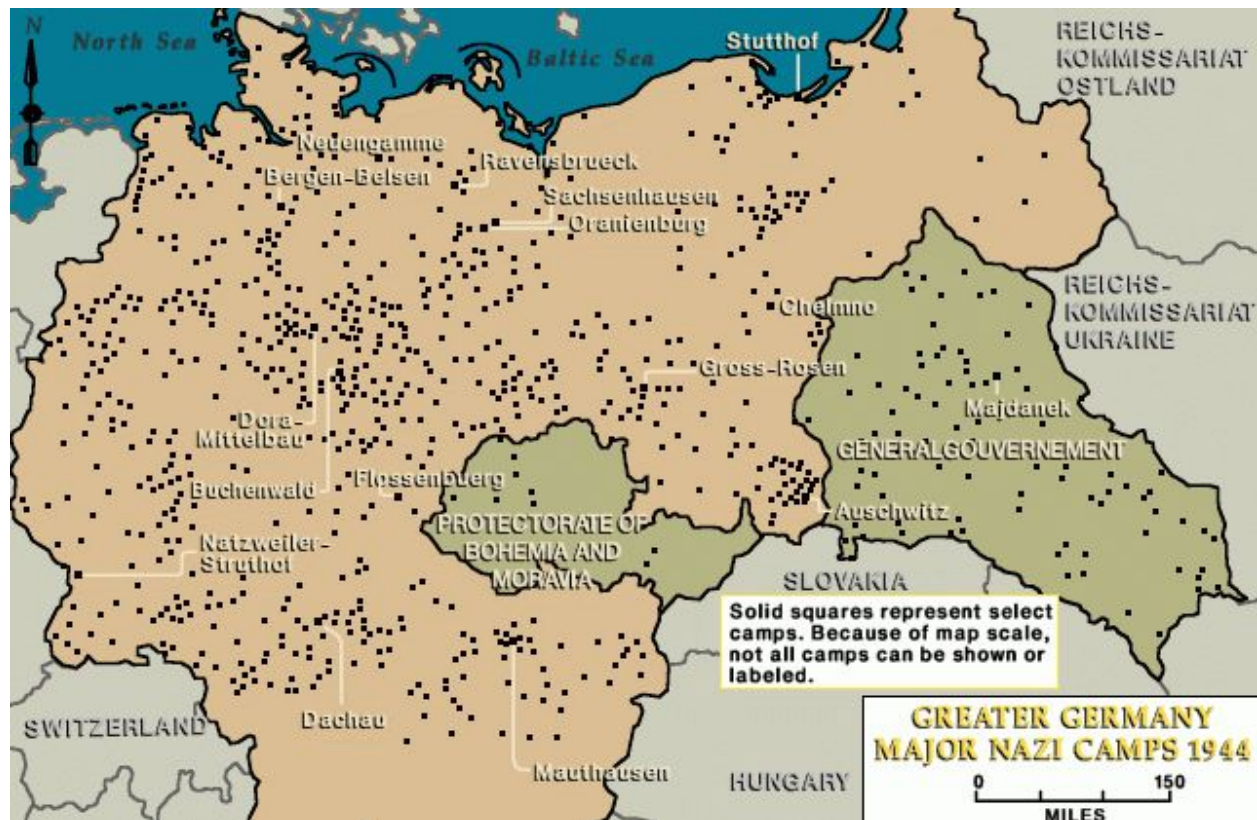 N
North Sea
Baltic Sea
Stutthof
REICHS-
KOMMISSARIAT
OSTLAND
Neuengamme
Bergen-Belsen
Ravensbrueck
Sachsenhausen
Oranienburg
REICHS-
KOMMISSARIAT
UKRAINE
Chelmno
Gross-Rosen
Majdanek
Dora-
Mittelbau
GENERALGOUVERNEMENT
Buchenwald
Flossenbuerg
Auschwitz
PROTECTORATE OF
BOHEMIA AND
MORAVIA
Natzweiler-
Struthof
SLOVAKIA
Solid squares represent select
camps. Because of map scale,
not all camps can be shown or
labeled.
SWITZERLAND
Dachau
Mauthausen
HUNGARY
GREATER GERMANY
MAJOR NAZI CAMPS 1944
0 150
MILES